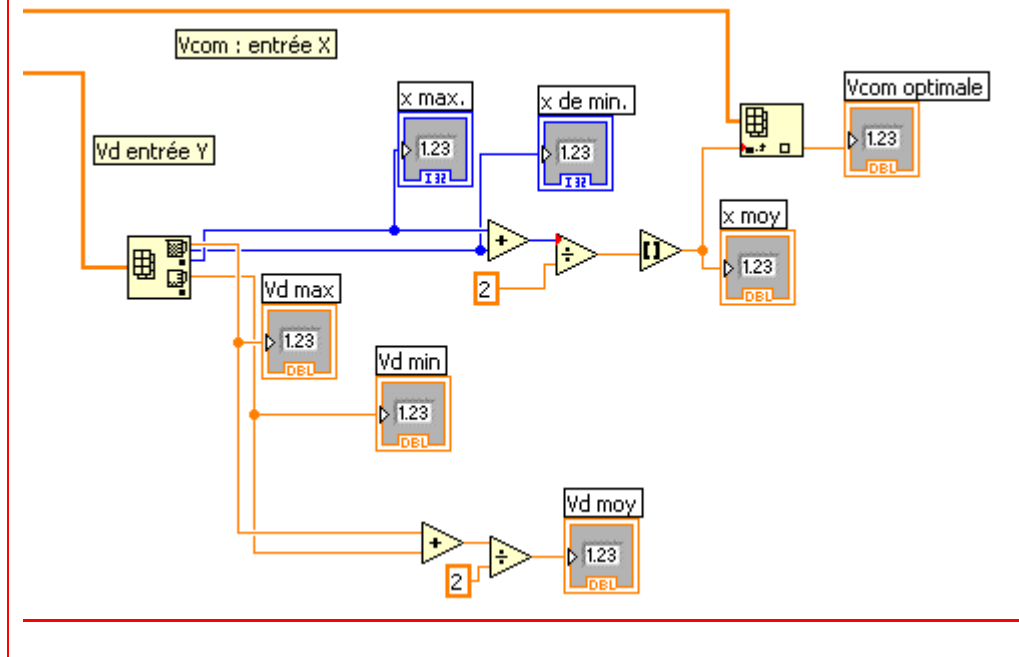 Vcom : entrée X
Vcom optimale
x max.
x de min.
1.23
DBL
Vd entrée Y
1.23
I32
1.23
I32
x moy
+
÷
[]
1.23
DBL
2
Vd max
1.23
DBL
Vd min
1.23
DBL
Vd moy
+
÷
1.23
DBL
2